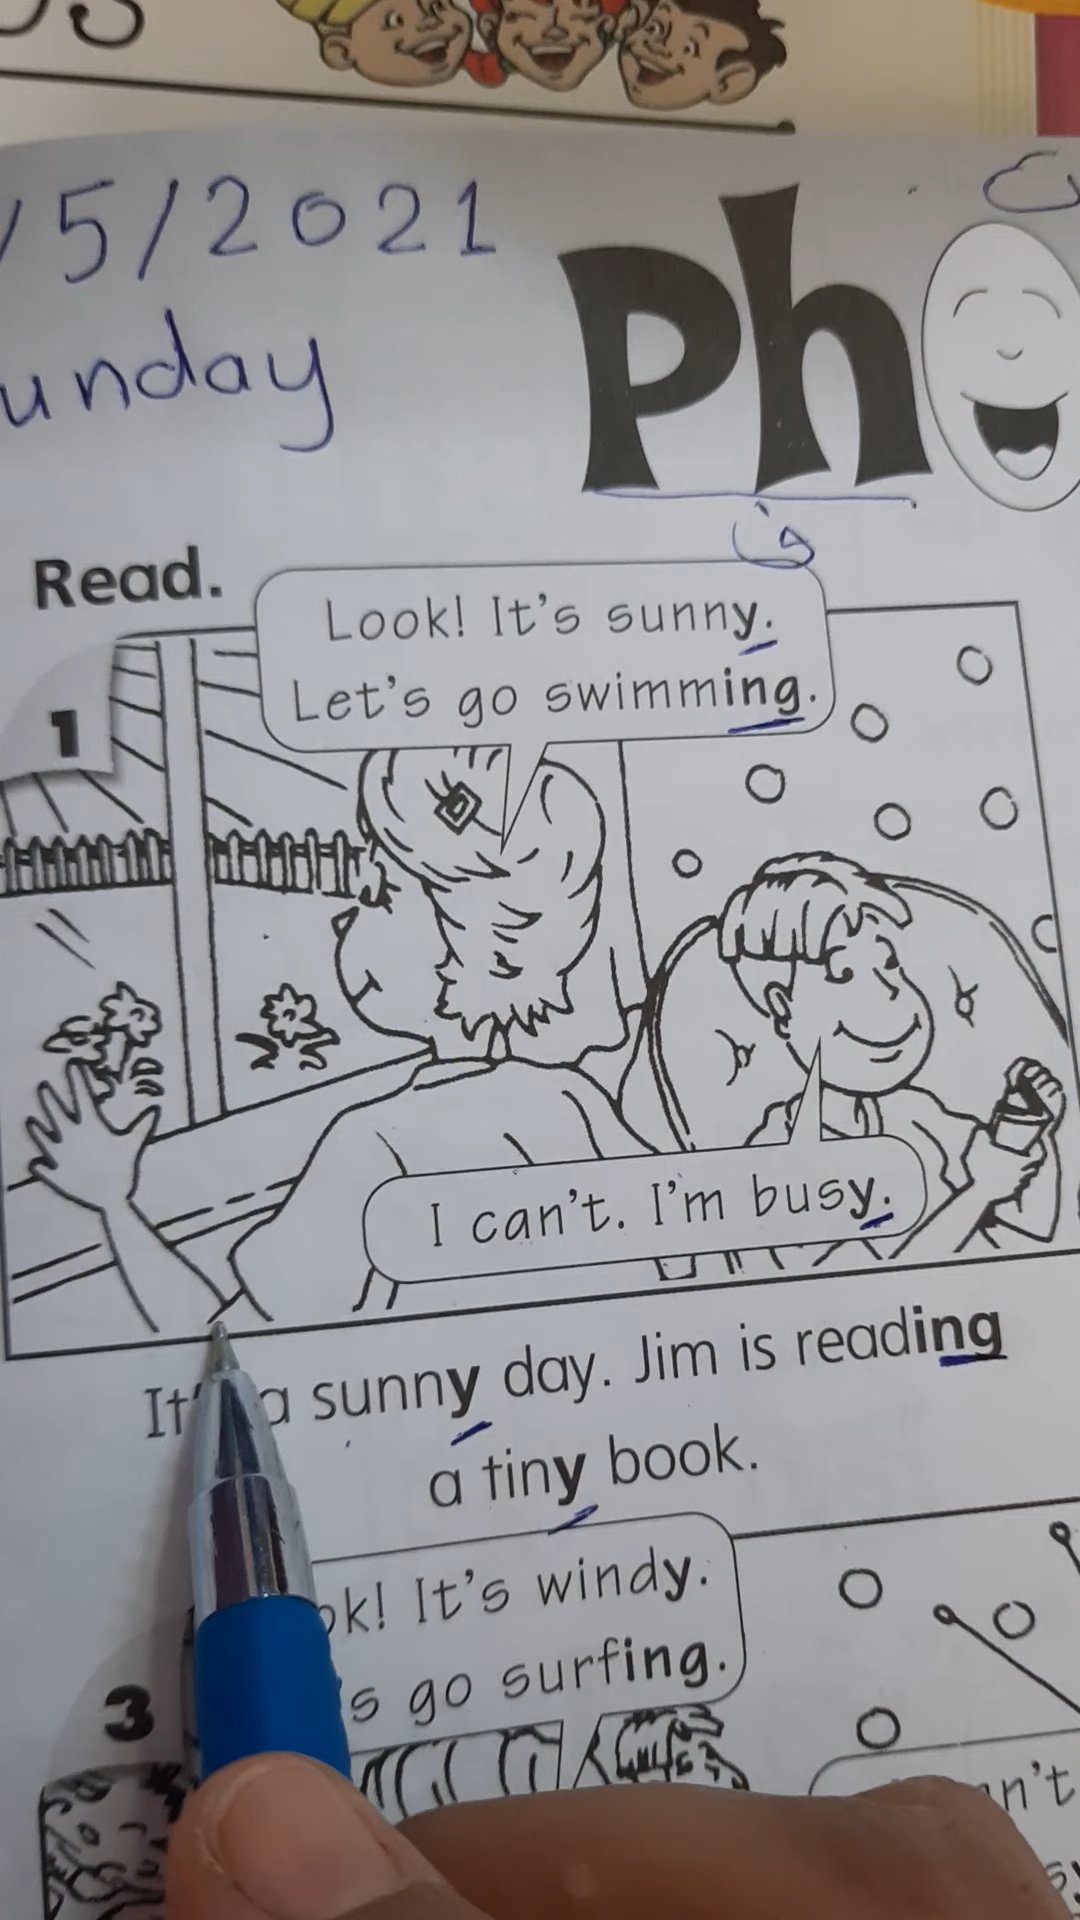 /5/2021
unday
Pho
ف
Read.
1
Look! It's sunny.
Let's go swimming.
I can't. I'm busy.
a sunny day. Jim is reading
a tiny book.
It's windy.
go surfing.
3